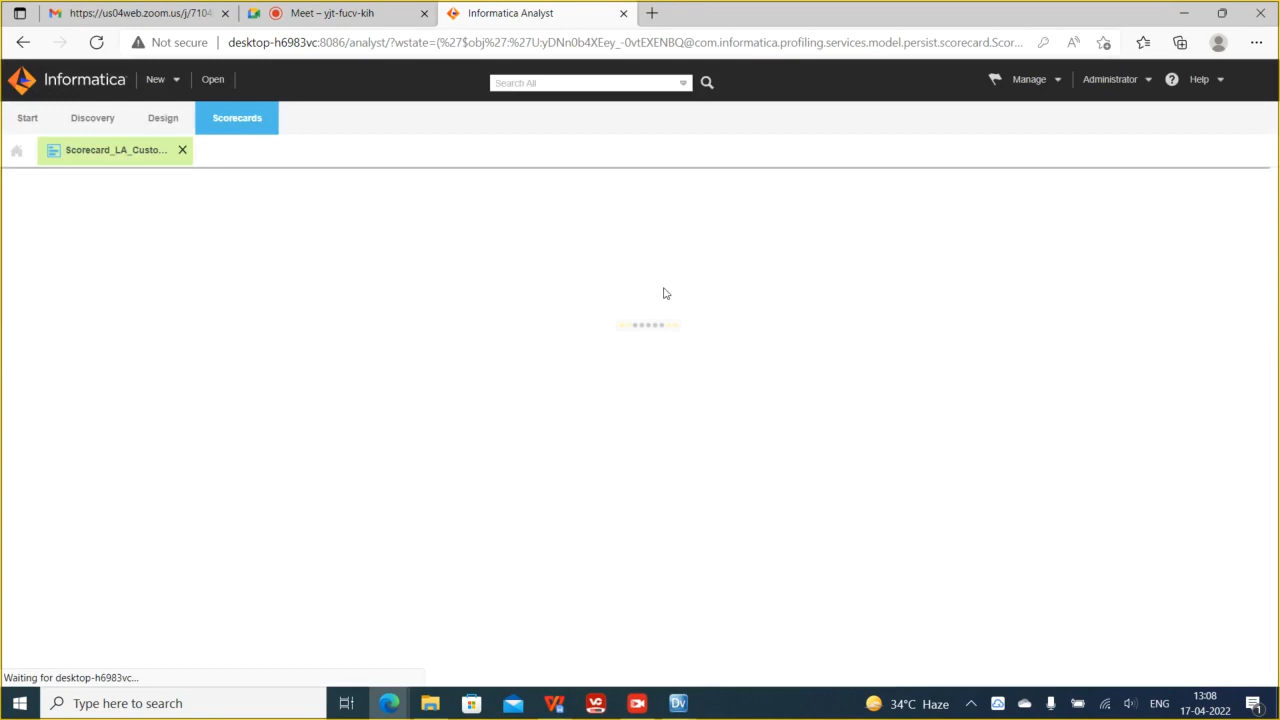 https://us04web.zoom.us/j/7104
Meet – yjt-fucv-kih
Informatica Analyst
Not secure
desktop-h6983vc:8086/analyst/?wstate=(%27$obj%27:%27U:yDNn0b4XEey_-0vtEXENBQ@com.informatica.profiling.services.model.persist.scorecard.Scor...
Informatica
New
Open
Search All
Manage
Administrator
Help
Start
Discovery
Design
Scorecards
Scorecard_LA_Custo...
Waiting for desktop-h6983vc...
Type here to search
Dv
34°C Haze
ENG
13:08
17-04-2022
1